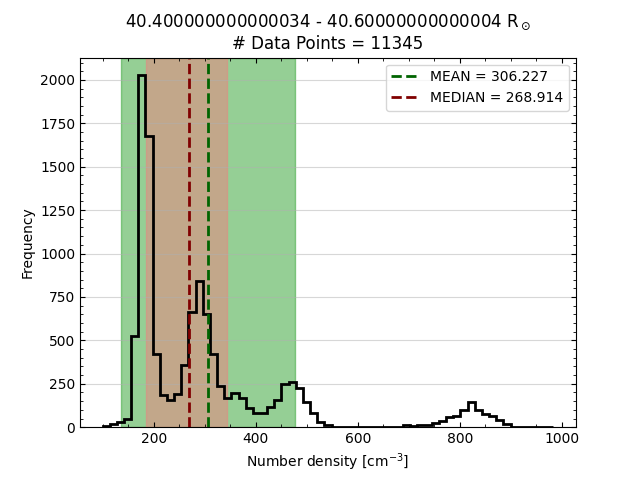 40.400000000000034 - 40.60000000000004 R⊙
# Data Points = 11345
MEAN = 306.227
MEDIAN = 268.914
Frequency
2000
1750
1500
1250
1000
750
500
250
0
200
400
600
800
1000
Number density [cm⁻³]